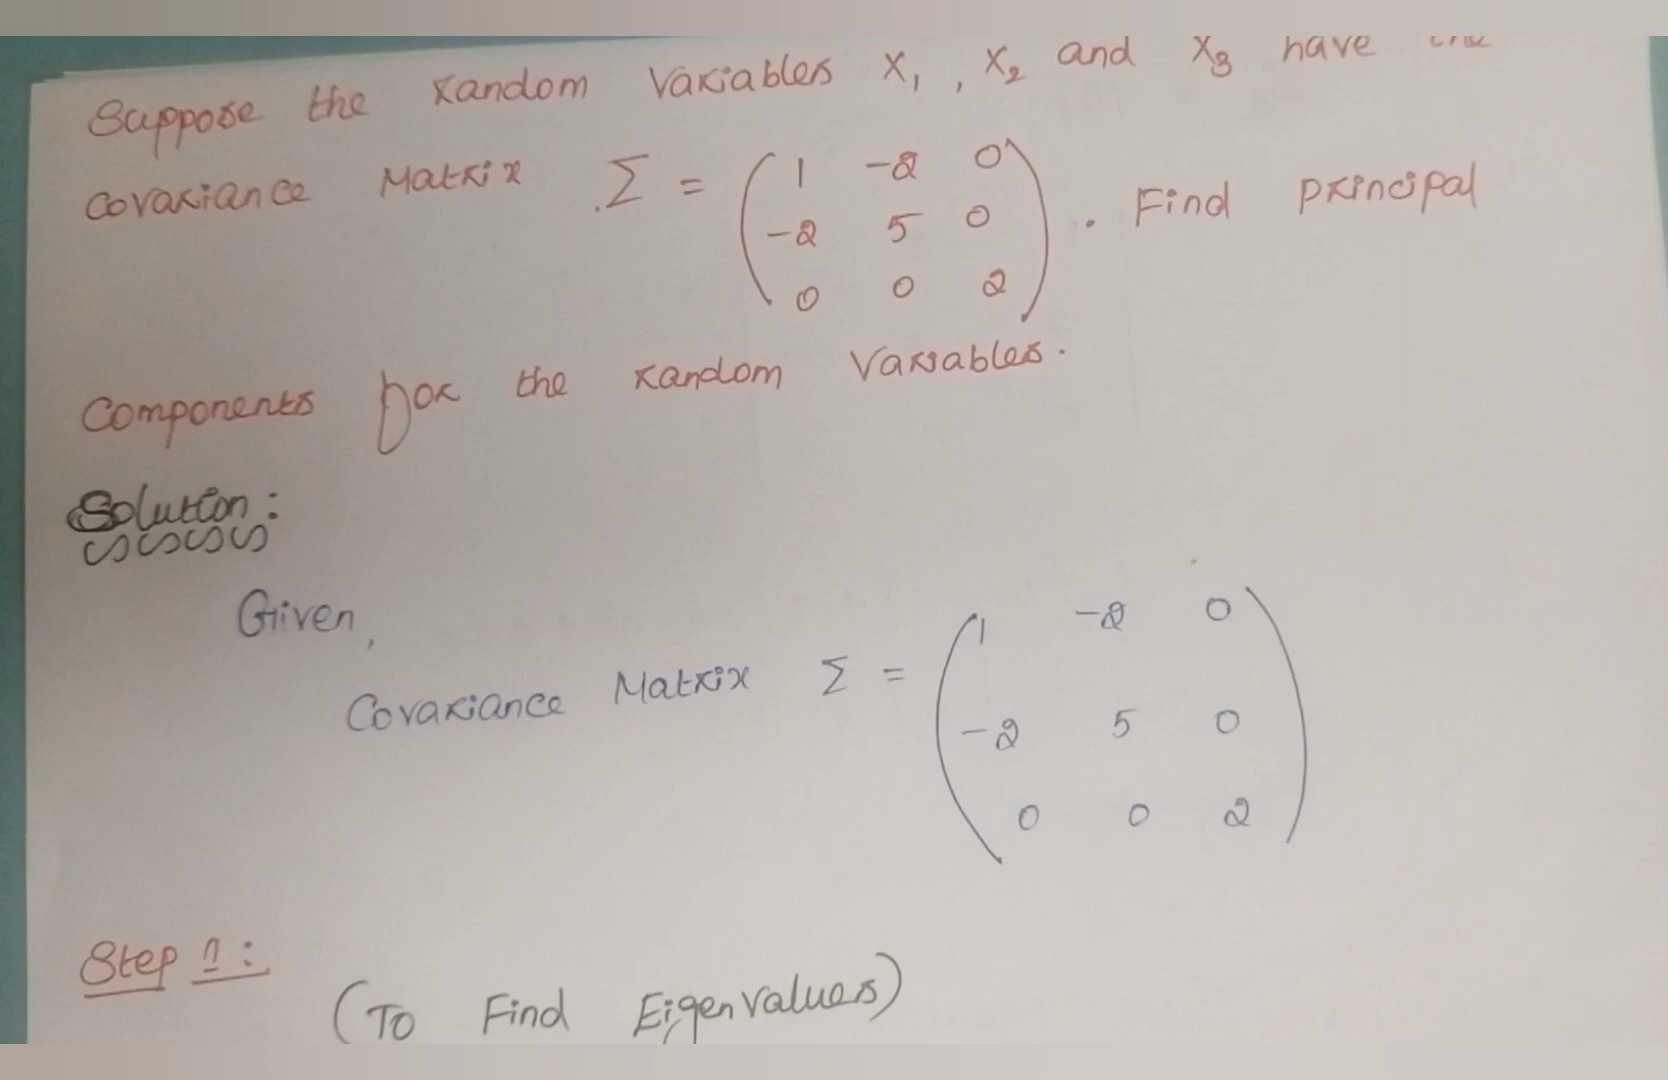 Suppose the random variables X₁, X₂ and X₃ have the
covariance Matrix Σ = ( 1 -2 0
-2 5 0
0 0 2 ) . Find principal
components for the random variables.
Solution:
Given,
Covariance Matrix Σ = ( 1 -2 0
-2 5 0
0 0 2 )
Step 1:
(To Find Eigenvalues)